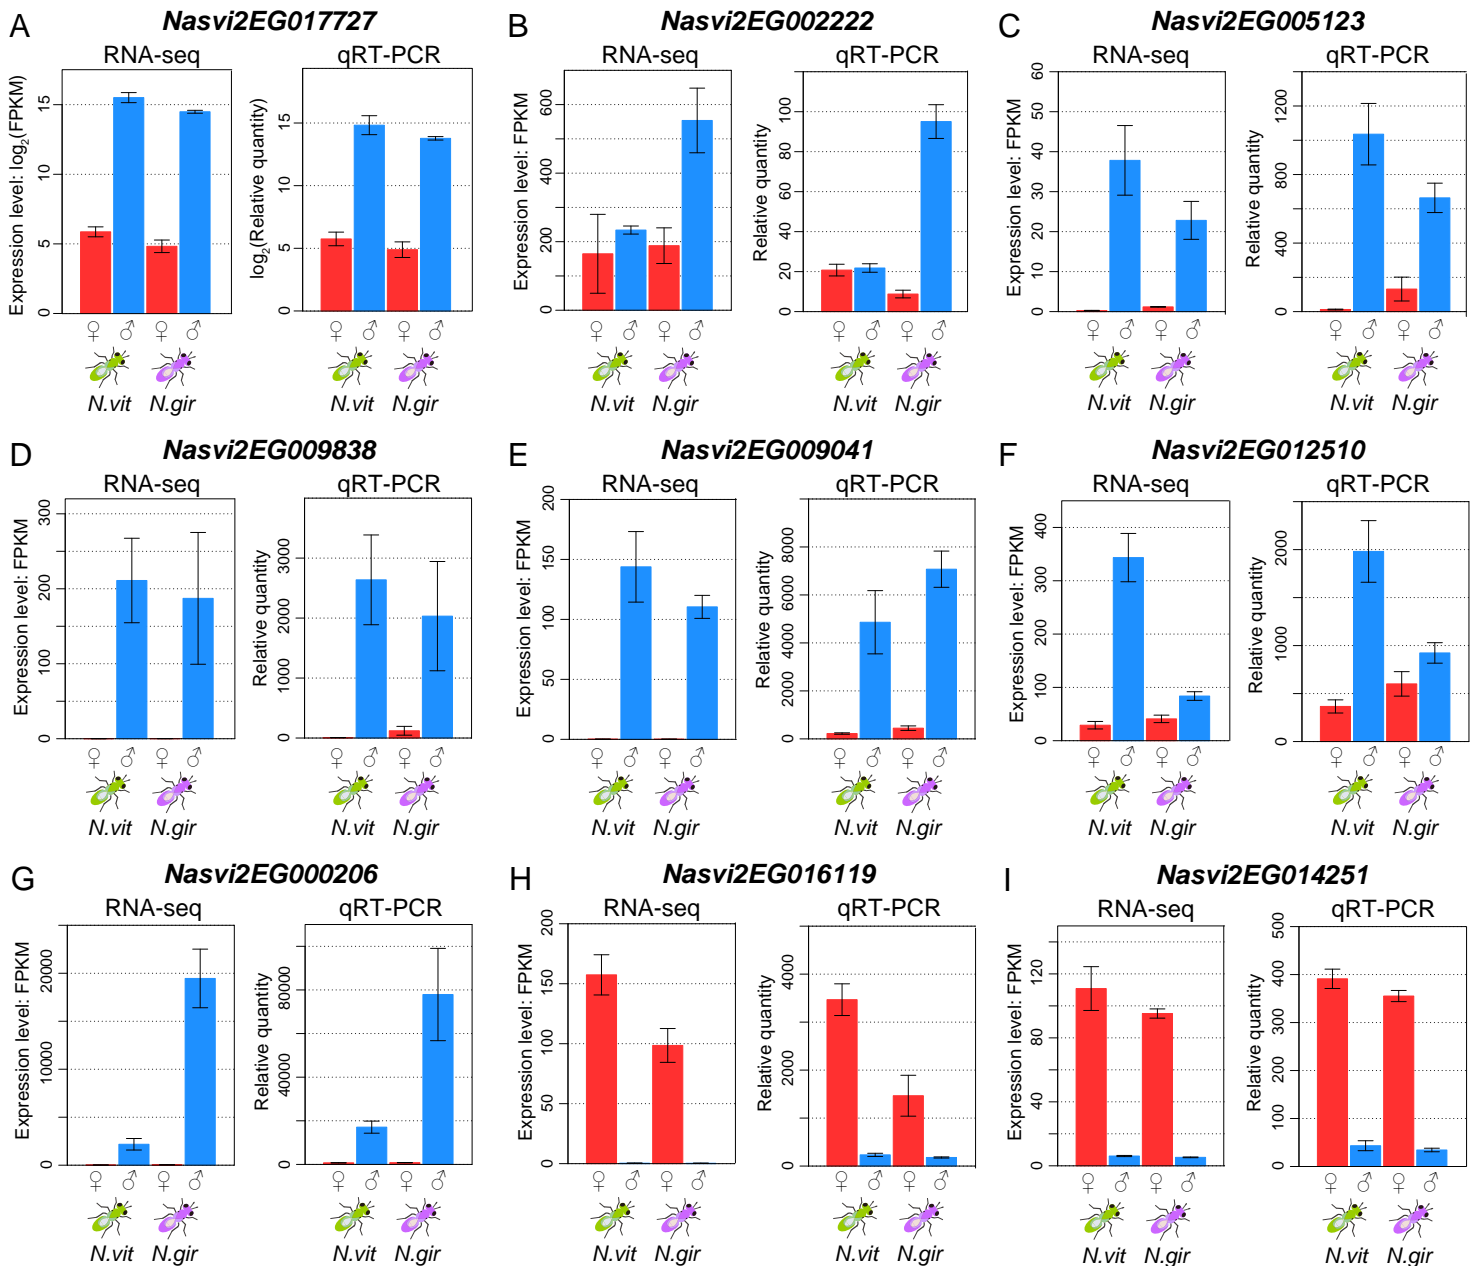 A Nasvi2EG017727
RNA-seq qRT-PCR
Expression level: log2(FPKM)
0 5 10 15
log2(Relative quantity)
0 5 10 15
♀ ♂ ♀ ♂ ♀ ♂ ♀ ♂
N.vit N.gir N.vit N.gir
B Nasvi2EG002222
RNA-seq qRT-PCR
Expression level: FPKM
0 200 400 600
Relative quantity
0 20 40 60 80 100
♀ ♂ ♀ ♂ ♀ ♂ ♀ ♂
N.vit N.gir N.vit N.gir
C Nasvi2EG005123
RNA-seq qRT-PCR
Expression level: FPKM
0 10 20 30 40 50 60
Relative quantity
0 400 800 1200
♀ ♂ ♀ ♂ ♀ ♂ ♀ ♂
N.vit N.gir N.vit N.gir
D Nasvi2EG009838
RNA-seq qRT-PCR
Expression level: FPKM
0 100 200 300
Relative quantity
0 1000 2000 3000
♀ ♂ ♀ ♂ ♀ ♂ ♀ ♂
N.vit N.gir N.vit N.gir
E Nasvi2EG009041
RNA-seq qRT-PCR
Expression level: FPKM
0 50 100 150 200
Relative quantity
0 2000 4000 6000 8000
♀ ♂ ♀ ♂ ♀ ♂ ♀ ♂
N.vit N.gir N.vit N.gir
F Nasvi2EG012510
RNA-seq qRT-PCR
Expression level: FPKM
0 100 200 300 400
Relative quantity
0 1000 2000
♀ ♂ ♀ ♂ ♀ ♂ ♀ ♂
N.vit N.gir N.vit N.gir
G Nasvi2EG000206
RNA-seq qRT-PCR
Expression level: FPKM
0 10000 20000
Relative quantity
0 40000 80000
♀ ♂ ♀ ♂ ♀ ♂ ♀ ♂
N.vit N.gir N.vit N.gir
H Nasvi2EG016119
RNA-seq qRT-PCR
Expression level: FPKM
0 50 100 150 200
Relative quantity
0 2000 4000
♀ ♂ ♀ ♂ ♀ ♂ ♀ ♂
N.vit N.gir N.vit N.gir
I Nasvi2EG014251
RNA-seq qRT-PCR
Expression level: FPKM
0 40 80 120
Relative quantity
0 100 200 300 400 500
♀ ♂ ♀ ♂ ♀ ♂ ♀ ♂
N.vit N.gir N.vit N.gir